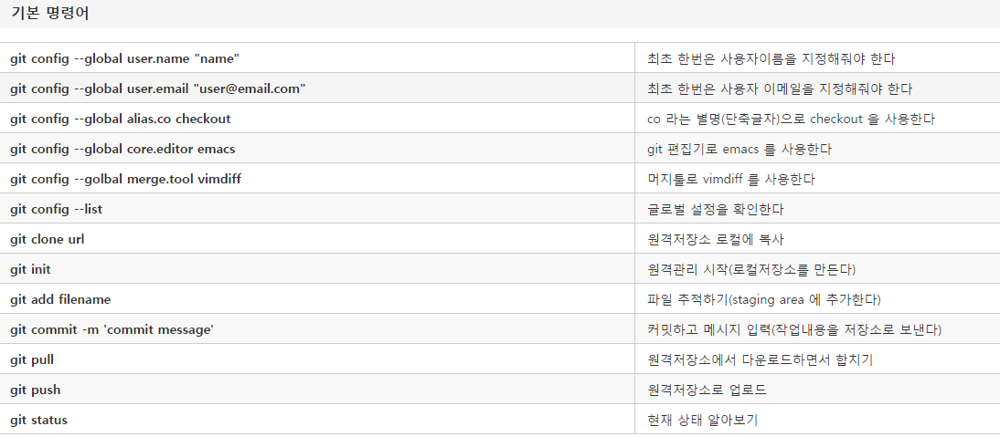 기본 명령어
git config --global user.name "name" 최초 한번은 사용자이름을 지정해줘야 한다
git config --global user.email "user@email.com" 최초 한번은 사용자 이메일을 지정해줘야 한다
git config --global alias.co checkout co 라는 별명(단축글자)으로 checkout 을 사용한다
git config --global core.editor emacs git 편집기로 emacs 를 사용한다
git config --golbal merge.tool vimdiff 머지툴로 vimdiff 를 사용한다
git config --list 글로벌 설정을 확인한다
git clone url 원격저장소 로컬에 복사
git init 원격관리 시작(로컬저장소를 만든다)
git add filename 파일 추적하기(staging area 에 추가한다)
git commit -m 'commit message' 커밋하고 메시지 입력(작업내용을 저장소로 보낸다)
git pull 원격저장소에서 다운로드하면서 합치기
git push 원격저장소로 업로드
git status 현재 상태 알아보기